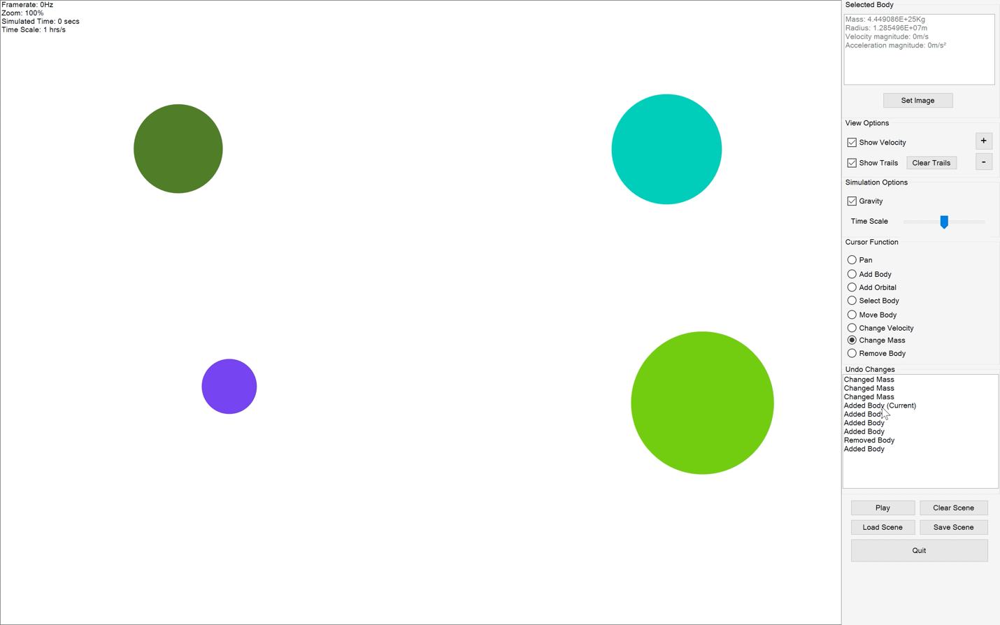 Framerate: 0Hz
Zoom: 100%
Simulated Time: 0 secs
Time Scale: 1 hrs/s
Selected Body
Mass: 4.449086E+25Kg
Radius: 1.285496E+07m
Velocity magnitude: 0m/s
Acceleration magnitude: 0m/s²
Set Image
View Options
Show Velocity
+
Show Trails
Clear Trails
-
Simulation Options
Gravity
Time Scale
Cursor Function
Pan
Add Body
Add Orbital
Select Body
Move Body
Change Velocity
Change Mass
Remove Body
Undo Changes
Changed Mass
Changed Mass
Changed Mass
Added Body (Current)
Added Body
Added Body
Added Body
Removed Body
Added Body
Play
Clear Scene
Load Scene
Save Scene
Quit